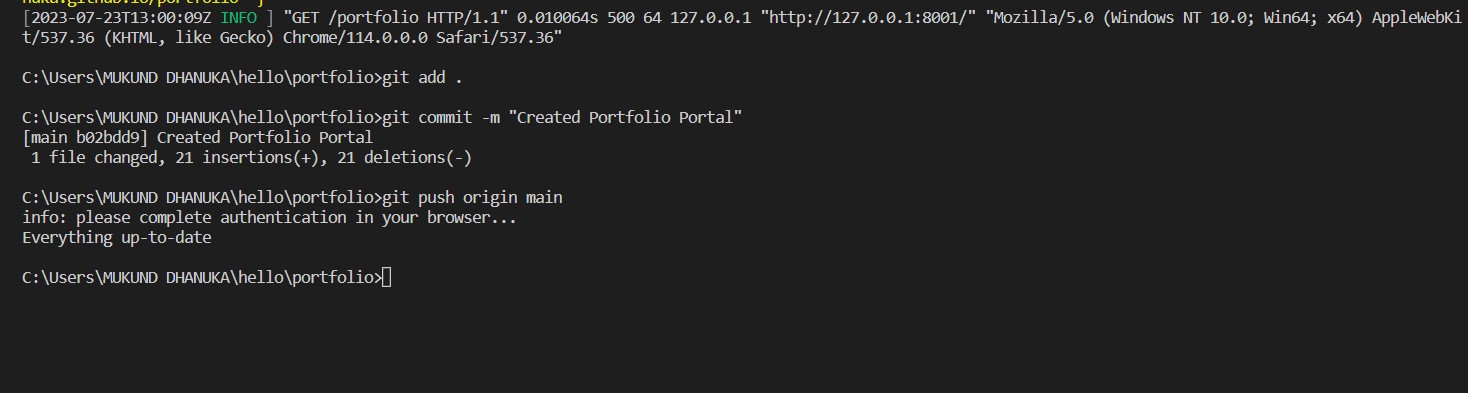 [2023-07-23T13:00:09Z INFO ] "GET /portfolio HTTP/1.1" 0.010064s 500 64 127.0.0.1 "http://127.0.0.1:8001/" "Mozilla/5.0 (Windows NT 10.0; Win64; x64) AppleWebKi
t/537.36 (KHTML, like Gecko) Chrome/114.0.0.0 Safari/537.36"
C:\Users\MUKUND DHANUKA\hello\portfolio>git add .
C:\Users\MUKUND DHANUKA\hello\portfolio>git commit -m "Created Portfolio Portal"
[main b02bdd9] Created Portfolio Portal
1 file changed, 21 insertions(+), 21 deletions(-)
C:\Users\MUKUND DHANUKA\hello\portfolio>git push origin main
info: please complete authentication in your browser...
Everything up-to-date
C:\Users\MUKUND DHANUKA\hello\portfolio>